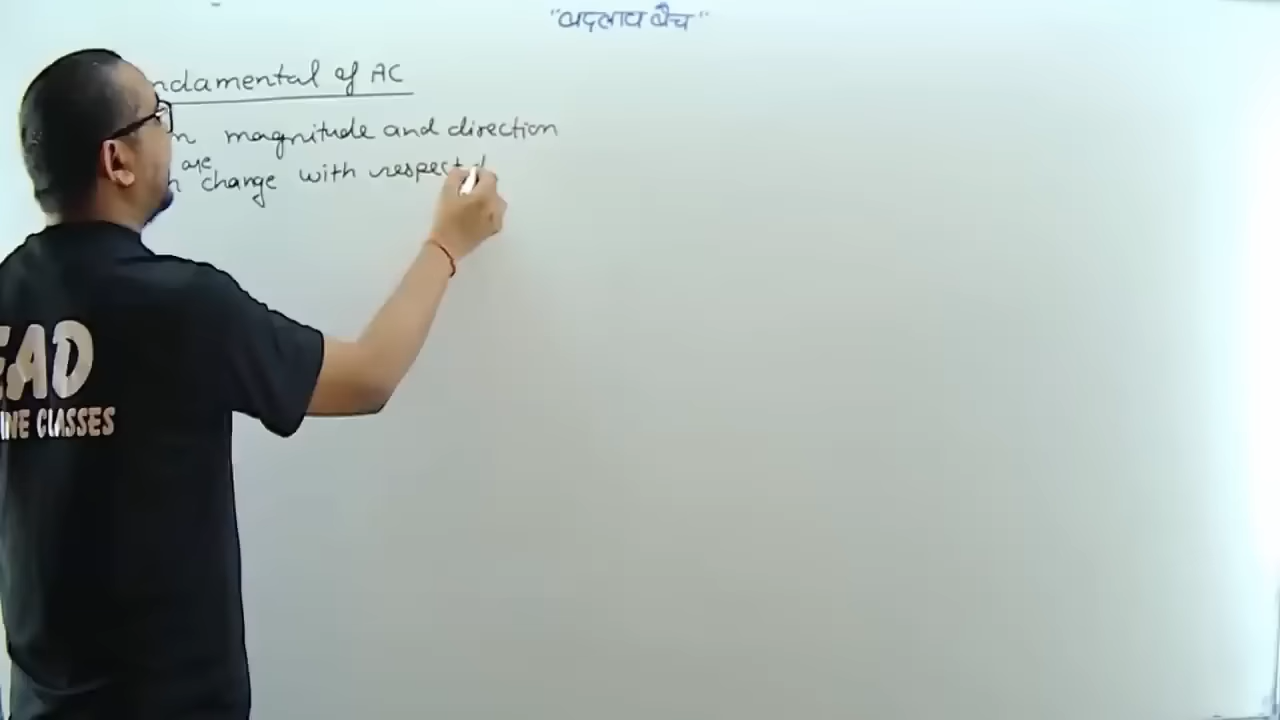 "बदलाव बैच"
ndamental of AC
magnitude and direction
are
change with respect
EAD
INE CLASSES